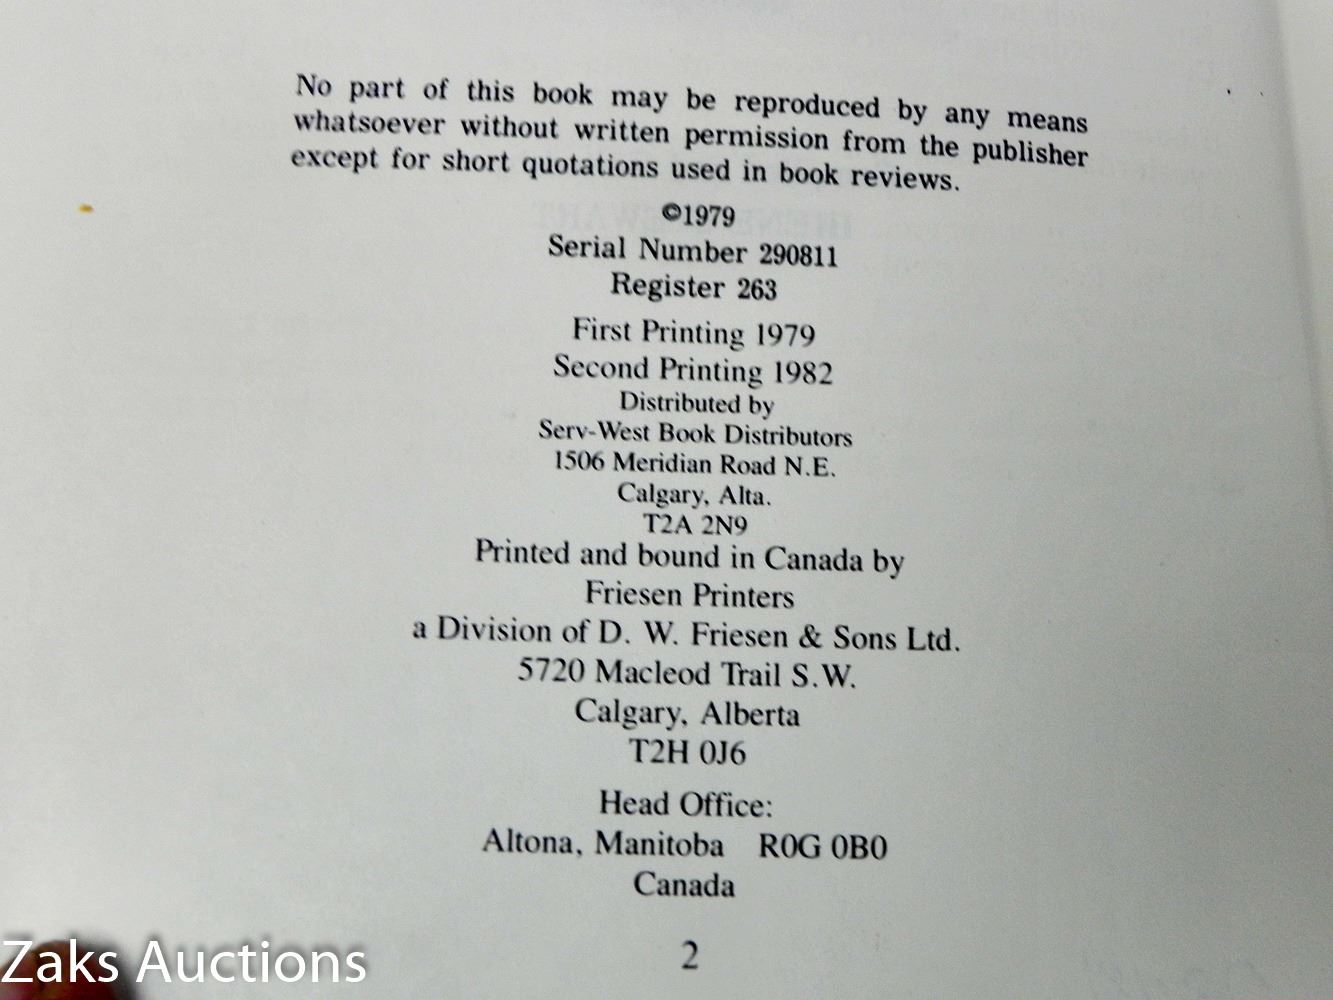 No part of this book may be reproduced by any means
whatsoever without written permission from the publisher
except for short quotations used in book reviews.
©1979
Serial Number 290811
Register 263
First Printing 1979
Second Printing 1982
Distributed by
Serv-West Book Distributors
1506 Meridian Road N.E.
Calgary, Alta.
T2A 2N9
Printed and bound in Canada by
Friesen Printers
a Division of D. W. Friesen & Sons Ltd.
5720 Macleod Trail S.W.
Calgary, Alberta
T2H 0J6
Head Office:
Altona, Manitoba R0G 0B0
Canada
2
Zaks Auctions